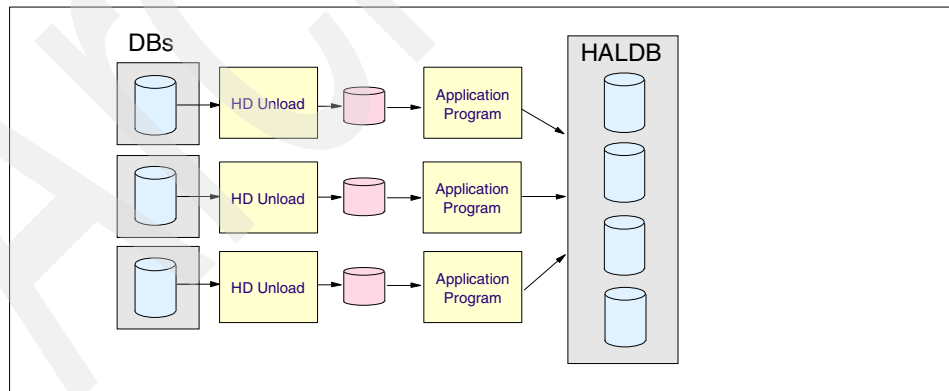 DBs
HALDB
HD Unload
Application
Program
HD Unload
Application
Program
HD Unload
Application
Program